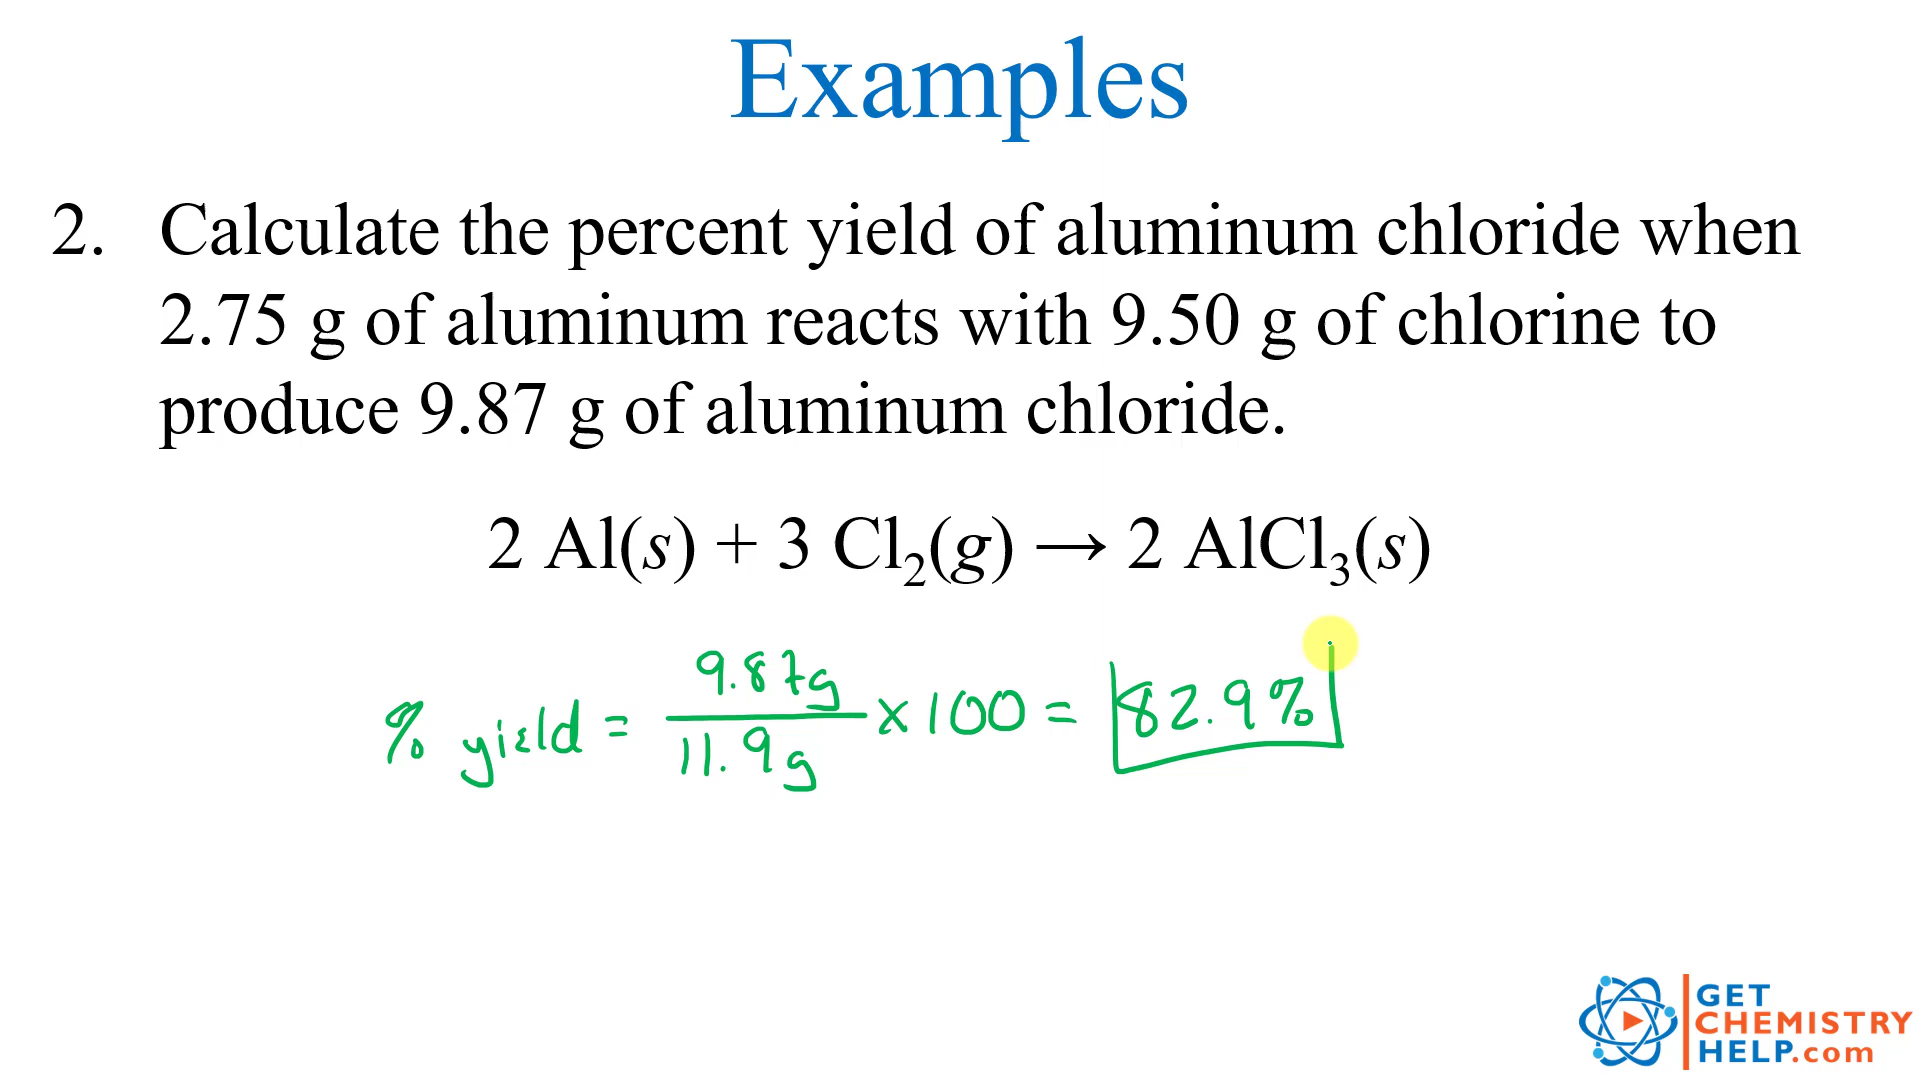 Examples
2. Calculate the percent yield of aluminum chloride when
2.75 g of aluminum reacts with 9.50 g of chlorine to
produce 9.87 g of aluminum chloride.
2 Al(s) + 3 Cl₂(g) → 2 AlCl₃(s)
% yield = 9.87g / 11.9g x 100 = 82.9%
GET
CHEMISTRY
HELP.com